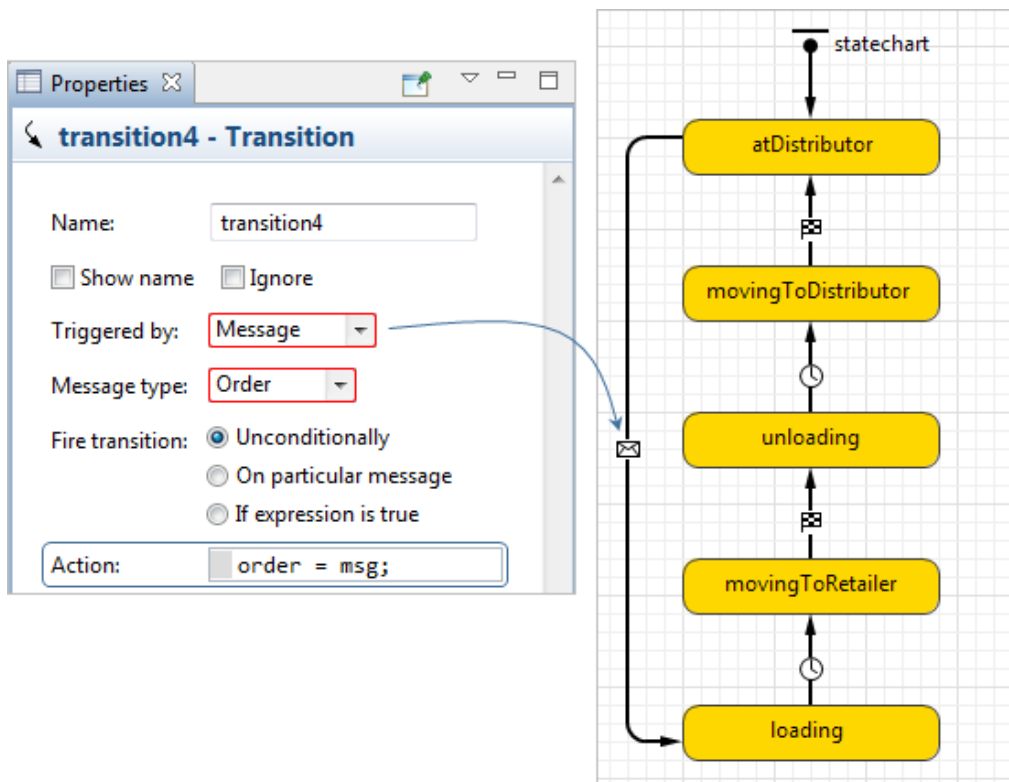 Properties
transition4 - Transition
Name: transition4
Show name Ignore
Triggered by: Message
Message type: Order
Fire transition: Unconditionally
On particular message
If expression is true
Action: order = msg;
statechart
atDistributor
movingToDistributor
unloading
movingToRetailer
loading